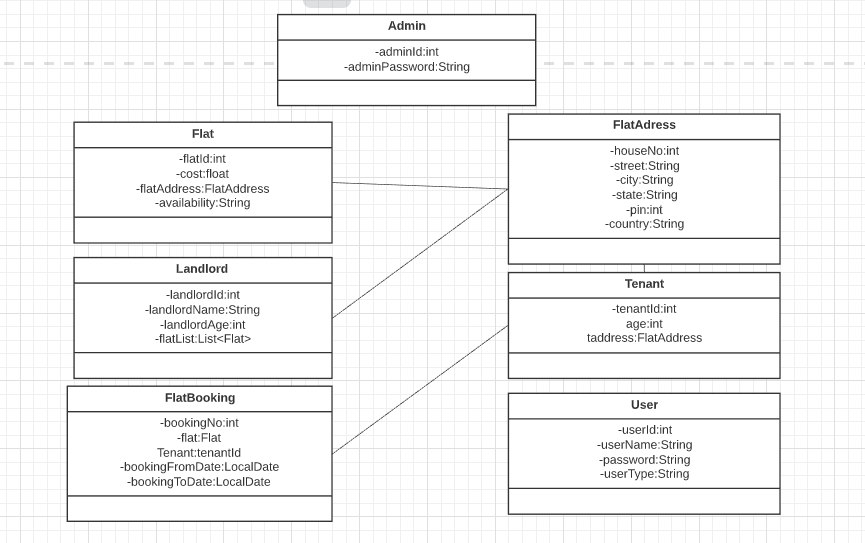 Admin
-adminId:int
-adminPassword:String
Flat
-flatId:int
-cost:float
-flatAddress:FlatAddress
-availability:String
FlatAdress
-houseNo:int
-street:String
-city:String
-state:String
-pin:int
-country:String
Landlord
-landlordId:int
-landlordName:String
-landlordAge:int
-flatList:List<Flat>
Tenant
-tenantId:int
age:int
taddress:FlatAddress
FlatBooking
-bookingNo:int
-flat:Flat
Tenant:tenantId
-bookingFromDate:LocalDate
-bookingToDate:LocalDate
User
-userId:int
-userName:String
-password:String
-userType:String